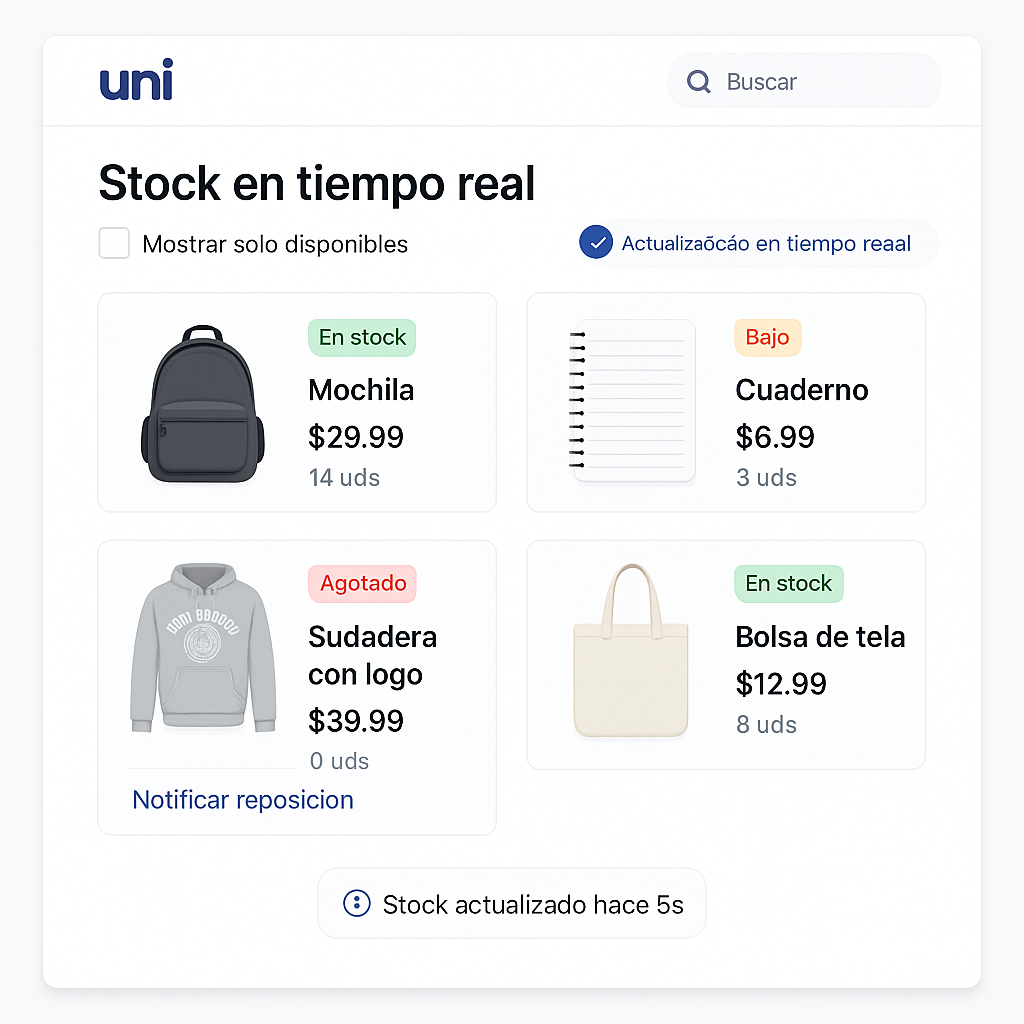 uni
Buscar
Stock en tiempo real
Mostrar solo disponibles
Actualizaõcáo en tiempo reaal
En stock
Mochila
$29.99
14 uds
Bajo
Cuaderno
$6.99
3 uds
Agotado
Sudadera
con logo
$39.99
0 uds
Notificar reposicion
En stock
Bolsa de tela
$12.99
8 uds
Stock actualizado hace 5s